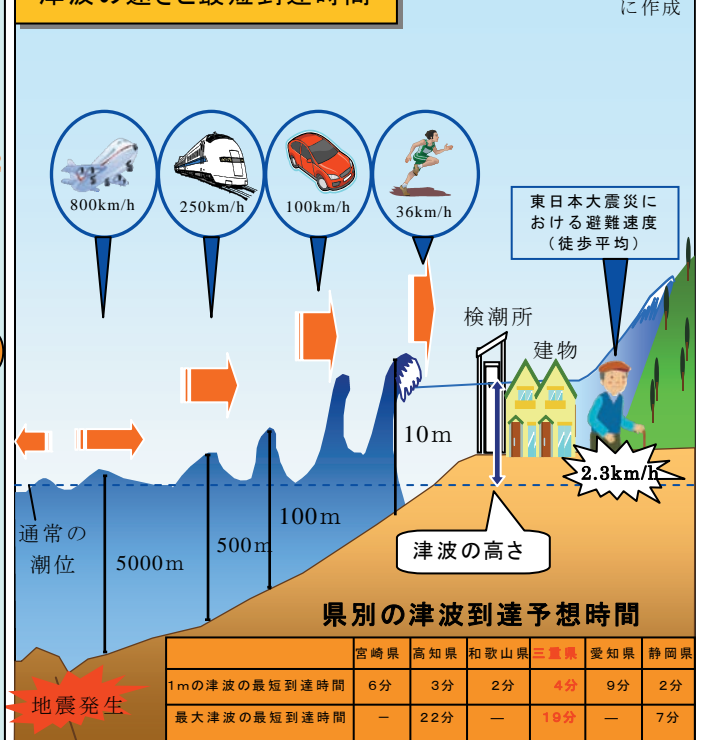 津波の速さと最短到達時間
に作成
800km/h
250km/h
100km/h
36km/h
東日本大震災に
おける避難速度
(徒歩平均)
検潮所
建物
10m
2.3km/h
100m
500m
5000m
通常の
潮位
津波の高さ
県別の津波到達予想時間
宮崎県 高知県 和歌山県 三重県 愛知県 静岡県
1mの津波の最短到達時間 6分 3分 2分 4分 9分 2分
最大津波の最短到達時間 − 22分 — 19分 — 7分
地震発生